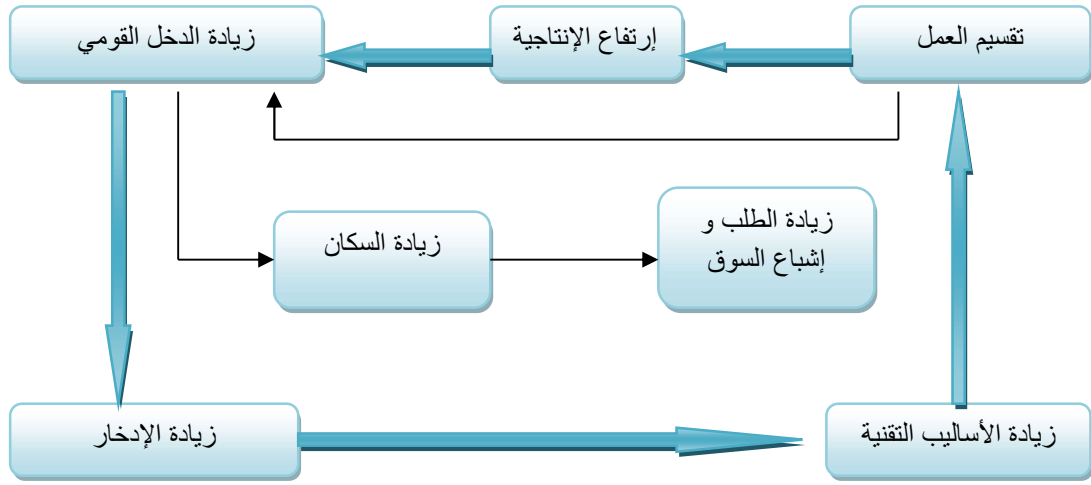 تقسيم العمل
إرتفاع الإنتاجية
زيادة الدخل القومي
زيادة الطلب و
إشباع السوق
زيادة السكان
زيادة الأساليب التقنية
زيادة الإدخار